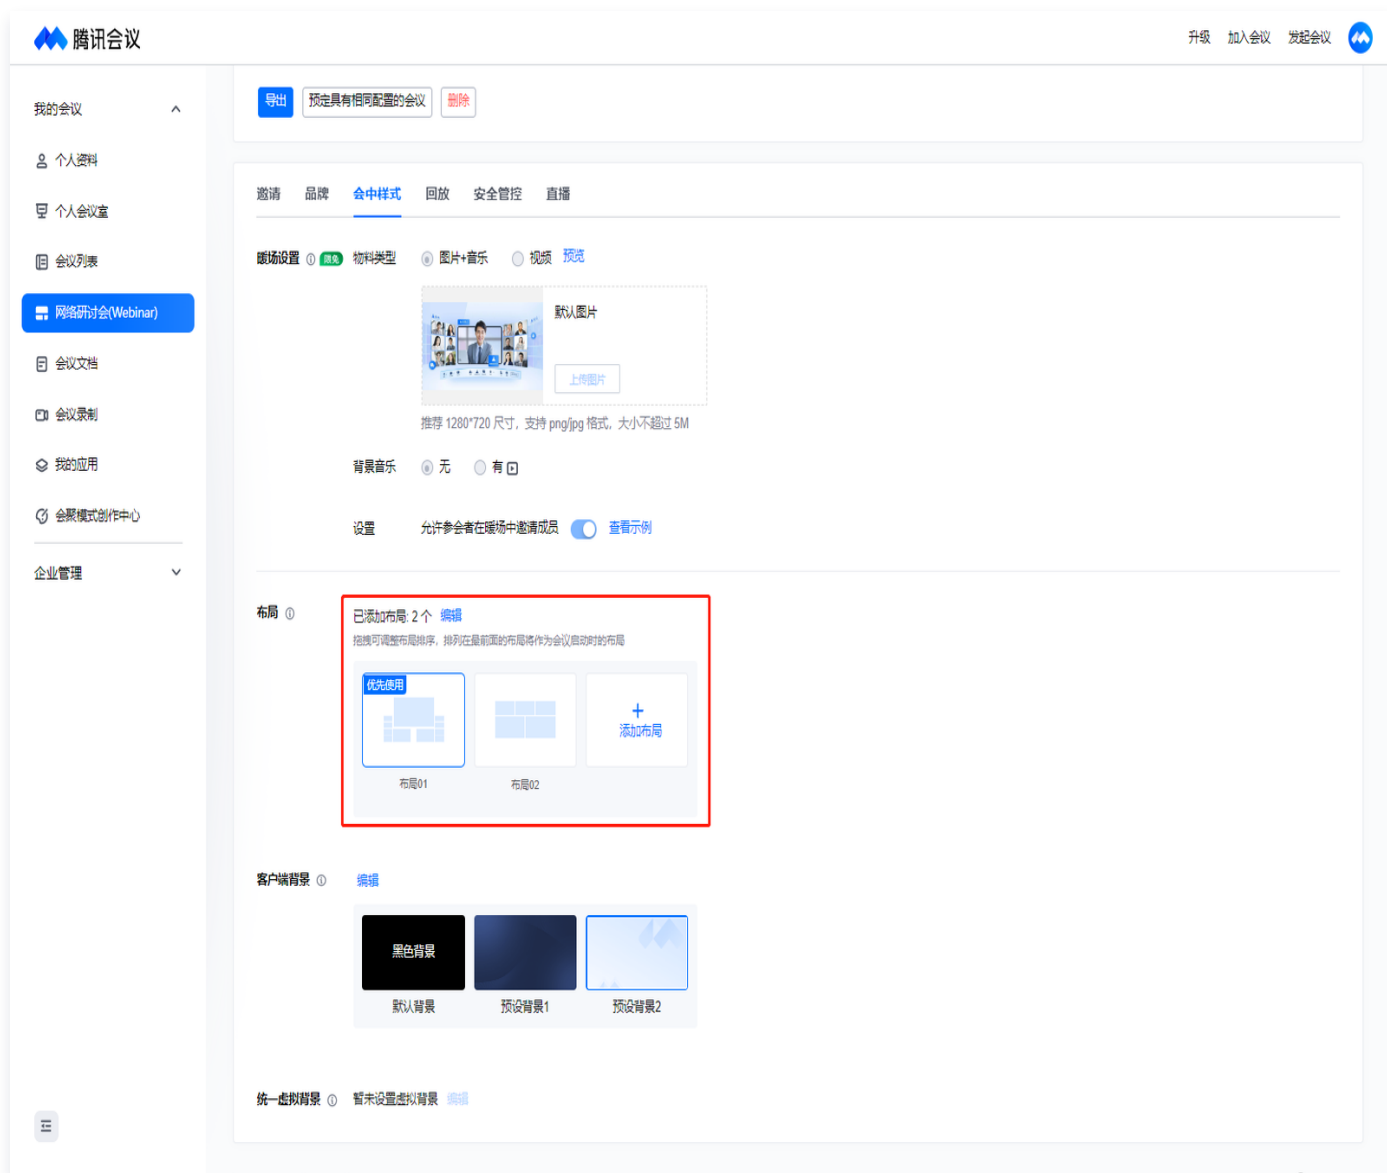 腾讯会议
升级 加入会议 发起会议
我的会议
个人资料
个人会议室
会议列表
网络研讨会(Webinar)
会议文档
会议录制
我的应用
会聚模式创作中心
企业管理
导出 预定具有相同配置的会议 删除
邀请 品牌 会中样式 回放 安全管控 直播
暖场设置 限免 物料类型 图片+音乐 视频 预览
默认图片
上传图片
推荐 1280*720 尺寸，支持 png/jpg 格式，大小不超过 5M
背景音乐 无 有
设置 允许参会者在暖场中邀请成员 查看示例
布局 已添加布局: 2 个 编辑
拖拽可调整布局排序，排列在最前面的布局将作为会议启动时的布局
优先使用
添加布局
布局01 布局02
客户端背景 编辑
黑色背景
默认背景 预设背景1 预设背景2
统一虚拟背景 暂未设置虚拟背景 编辑